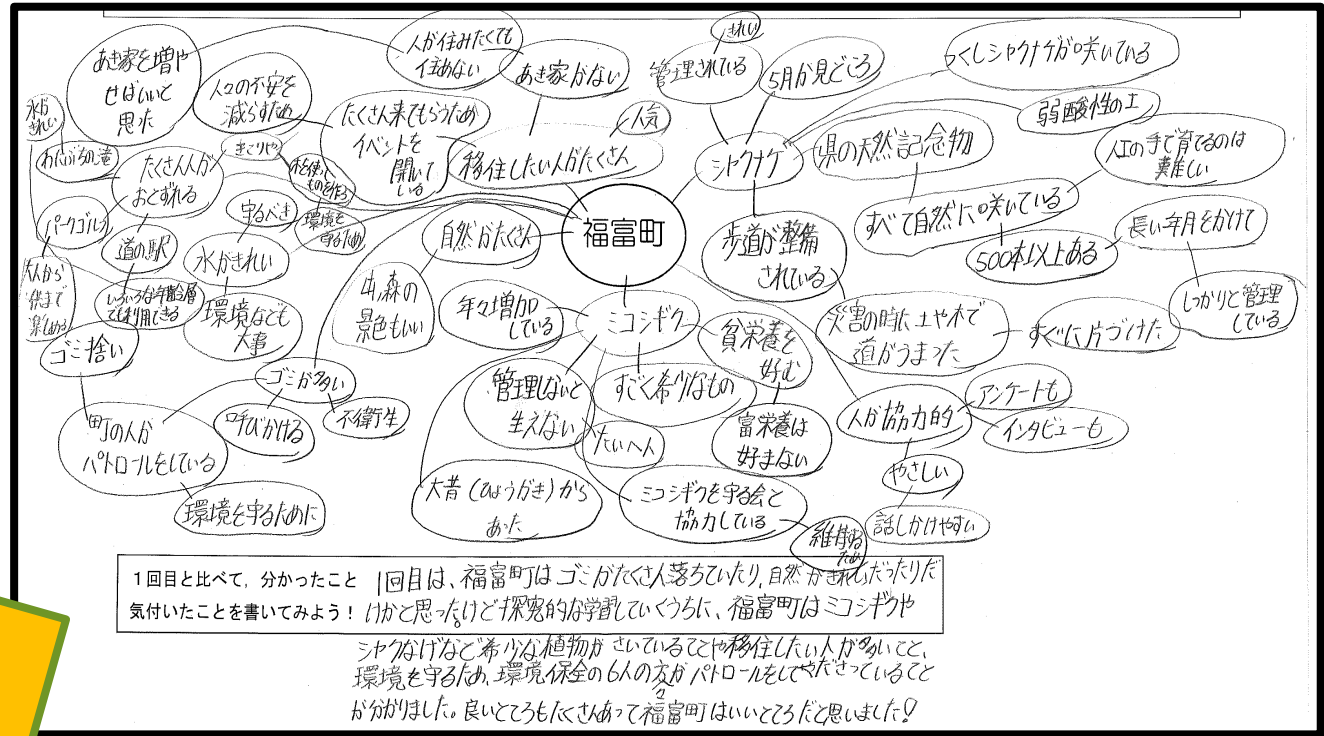 福富町
移住したい人がたくさん
人気
あき家がない
人が住みたくても
住めない
あき家を増や
せばいいと
思った
たくさん来てもらうため
イベントを
開いて
いる
人々の不安を
減らすため
きこりや
木を使って
ものを作る
環境を
守るため
守るべき
水がきれい
環境なども
大事
たくさん人が
おとずれる
わたぶちの滝
水が
きれい
パークゴルフ
大人から
供まで
楽しめる
道の駅
いろいろな年齢層
でも利用できる
自然がたくさん
山、森の
景色もいい
ゴミが多い
不衛生
呼びかける
町の人が
パトロールをしている
ゴミ捨い
環境を守るために
シャクナゲ
管理されている
きれい
5月が見どころ
つくしシャクナゲが咲いている
弱酸性の土
県の天然記念物
すべて自然に咲いている
人工の手で育てるのは
難しい
500本以上ある
長い年月をかけて
しっかりと管理
している
歩道が整備
されている
災害の時に土や木で
道がうまった
すぐに片づけた
ミコシギク
年々増加
している
管理しないと
生えない
たいへん
すごく希少なもの
貧栄養を
好む
富栄養は
好まない
大昔(ひょうがき)から
あった
ミコシギクを守る会と
協力している
維持する
ため
人が協力的
アンケートも
インタビューも
やさしい
話しかけやすい
1回目と比べて,分かったこと
気付いたことを書いてみよう!
1回目は、福富町はゴミがたくさん落ちていたり、自然がきれいだったりだ
けかと思ったけど探究的な学習していくうちに、福富町はミコシギクや
シャクなげなど希少な植物がさいていることや移住したい人が多いこと、
環境を守るため、環境保全の6人の方々がパトロールをしてくださっていること
が分かりました。良いところもたくさんあって福富町はいいところだと思いました!